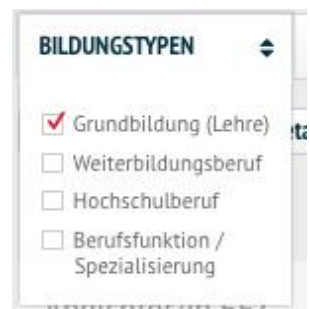 BILDUNGSTYPEN
Grundbildung (Lehre)
Weiterbildungsberuf
Hochschulberuf
Berufsfunktion /
Spezialisierung